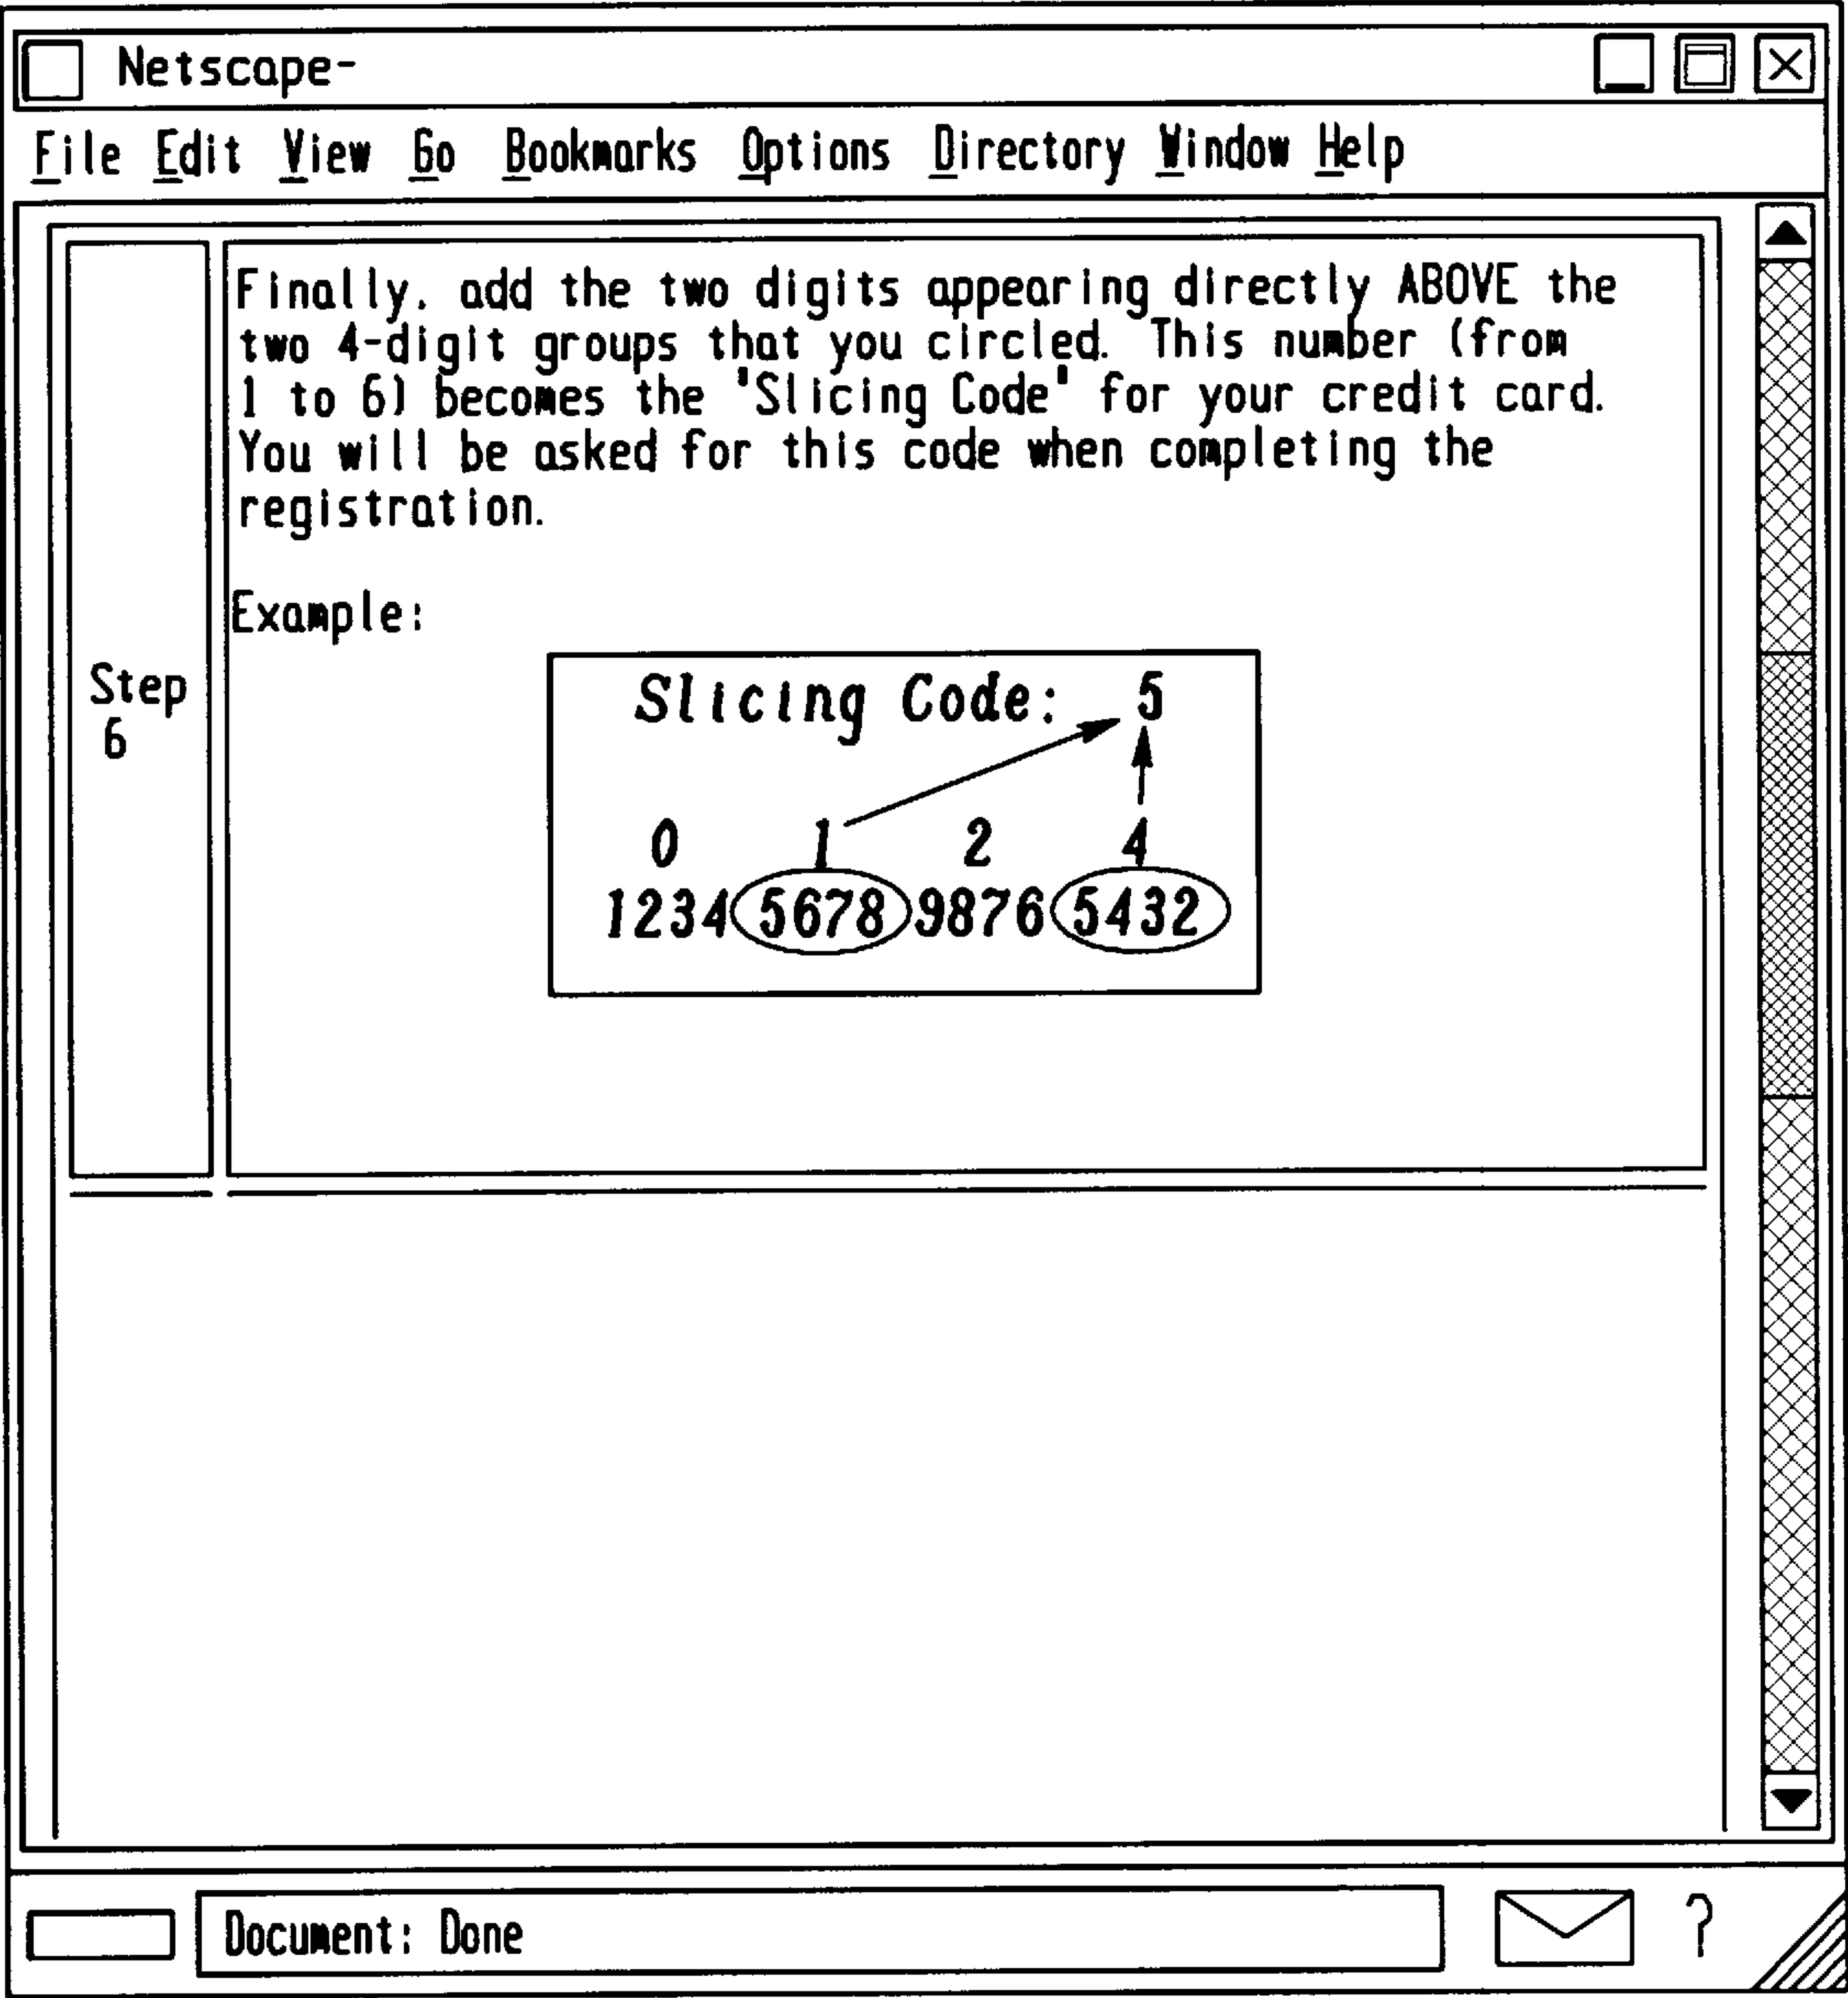 Netscape-
File Edit View Go Bookmarks Options Directory Window Help
Finally, add the two digits appearing directly ABOVE the
two 4-digit groups that you circled. This number (from
1 to 6) becomes the "Slicing Code" for your credit card.
You will be asked for this code when completing the
registration.
Example:
Step
6
Slicing Code: 5
0 1 2 4
1234 5678 9876 5432
Document: Done
?